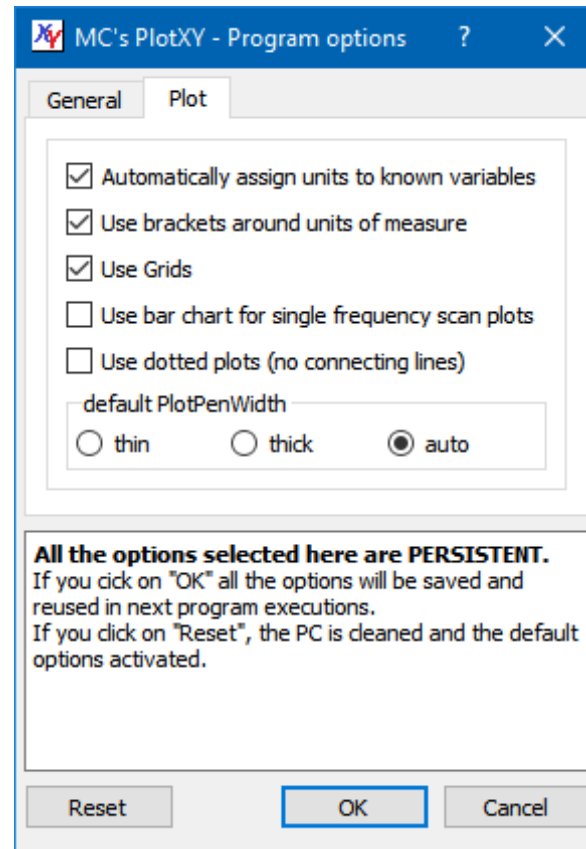 XY MC's PlotXY - Program options ? ×
General Plot
Automatically assign units to known variables
Use brackets around units of measure
Use Grids
Use bar chart for single frequency scan plots
Use dotted plots (no connecting lines)
default PlotPenWidth
thin thick auto
All the options selected here are PERSISTENT.
If you cick on "OK" all the options will be saved and
reused in next program executions.
If you click on "Reset", the PC is cleaned and the default
options activated.
Reset OK Cancel